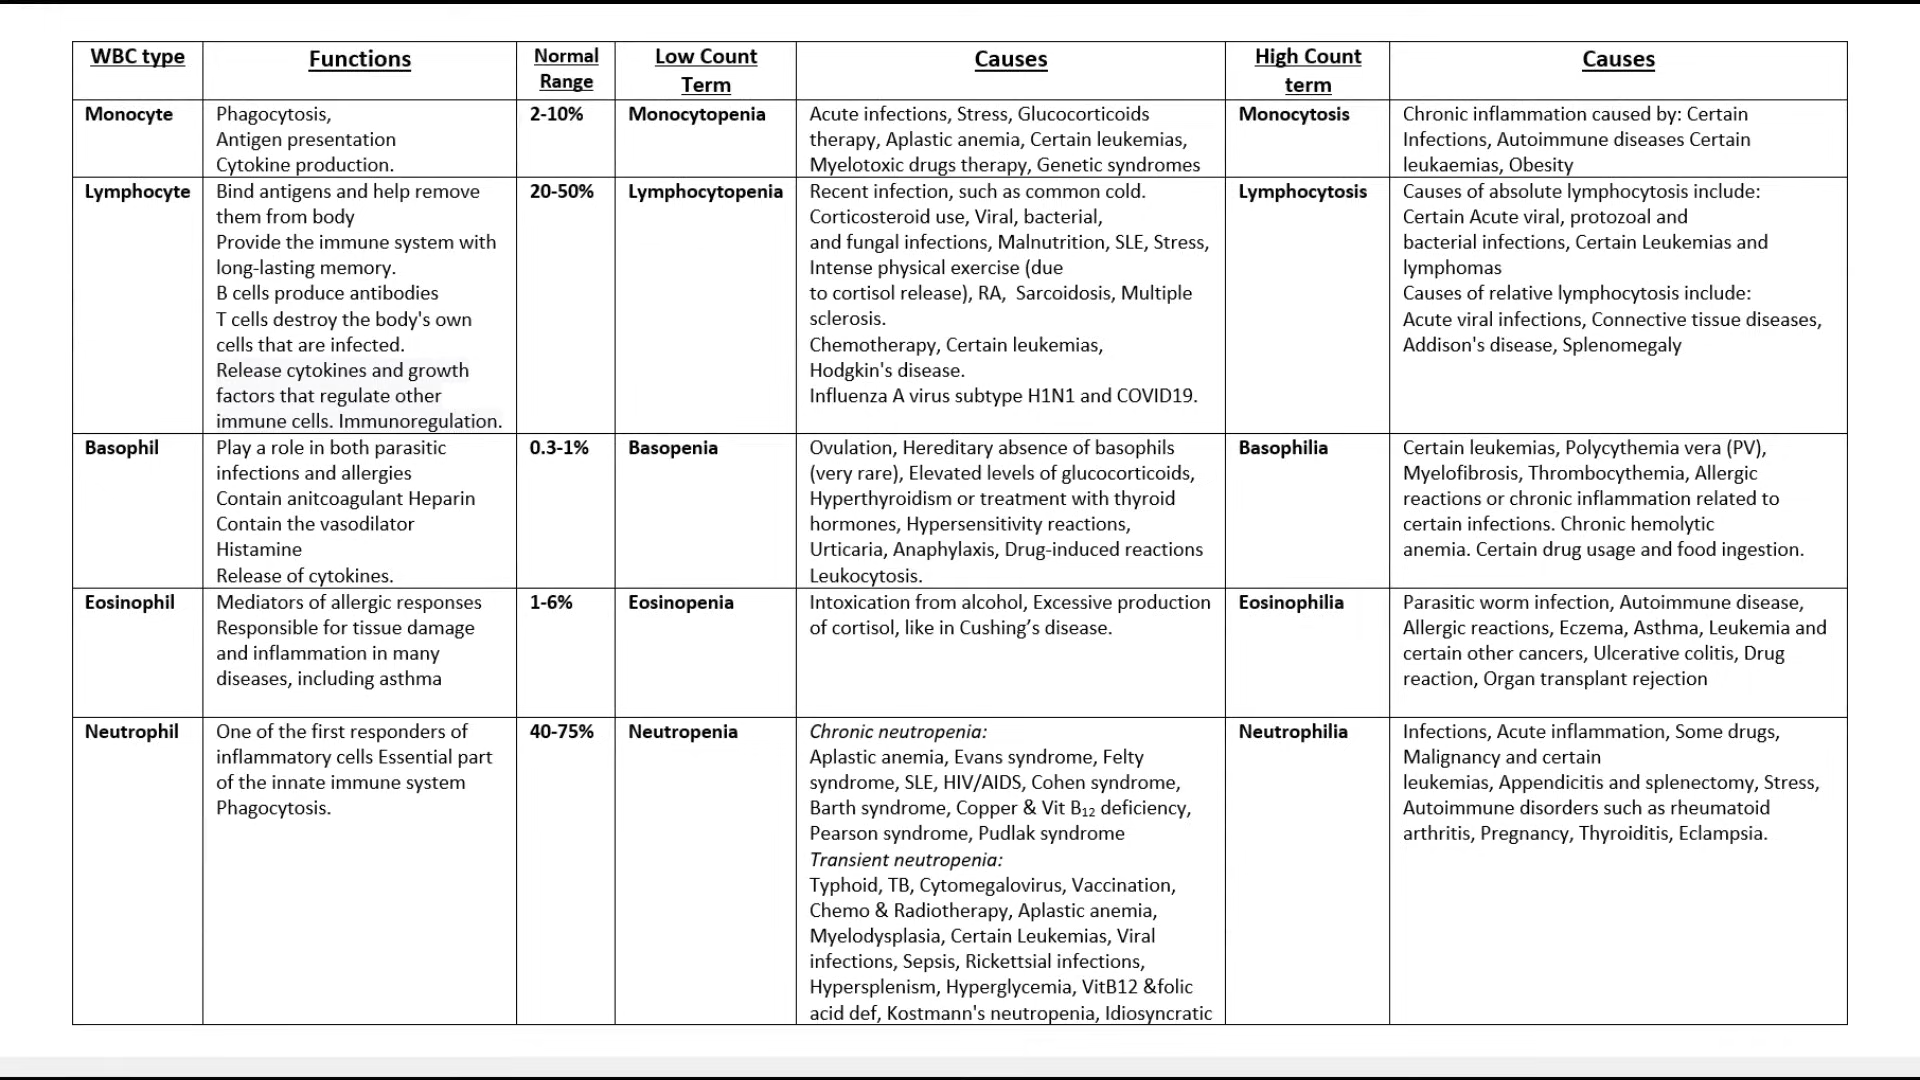 WBC type
Functions
Normal
Range
Low Count
Term
Causes
High Count
term
Causes
Monocyte
Phagocytosis,
Antigen presentation
Cytokine production.
2-10%
Monocytopenia
Acute infections, Stress, Glucocorticoids
therapy, Aplastic anemia, Certain leukemias,
Myelotoxic drugs therapy, Genetic syndromes
Monocytosis
Chronic inflammation caused by: Certain
Infections, Autoimmune diseases Certain
leukaemias, Obesity
Lymphocyte
Bind antigens and help remove
them from body
Provide the immune system with
long-lasting memory.
B cells produce antibodies
T cells destroy the body's own
cells that are infected.
Release cytokines and growth
factors that regulate other
immune cells. Immunoregulation.
20-50%
Lymphocytopenia
Recent infection, such as common cold.
Corticosteroid use, Viral, bacterial,
and fungal infections, Malnutrition, SLE, Stress,
Intense physical exercise (due
to cortisol release), RA, Sarcoidosis, Multiple
sclerosis.
Chemotherapy, Certain leukemias,
Hodgkin's disease.
Influenza A virus subtype H1N1 and COVID19.
Lymphocytosis
Causes of absolute lymphocytosis include:
Certain Acute viral, protozoal and
bacterial infections, Certain Leukemias and
lymphomas
Causes of relative lymphocytosis include:
Acute viral infections, Connective tissue diseases,
Addison's disease, Splenomegaly
Basophil
Play a role in both parasitic
infections and allergies
Contain anitcoagulant Heparin
Contain the vasodilator
Histamine
Release of cytokines.
0.3-1%
Basopenia
Ovulation, Hereditary absence of basophils
(very rare), Elevated levels of glucocorticoids,
Hyperthyroidism or treatment with thyroid
hormones, Hypersensitivity reactions,
Urticaria, Anaphylaxis, Drug-induced reactions
Leukocytosis.
Basophilia
Certain leukemias, Polycythemia vera (PV),
Myelofibrosis, Thrombocythemia, Allergic
reactions or chronic inflammation related to
certain infections. Chronic hemolytic
anemia. Certain drug usage and food ingestion.
Eosinophil
Mediators of allergic responses
Responsible for tissue damage
and inflammation in many
diseases, including asthma
1-6%
Eosinopenia
Intoxication from alcohol, Excessive production
of cortisol, like in Cushing’s disease.
Eosinophilia
Parasitic worm infection, Autoimmune disease,
Allergic reactions, Eczema, Asthma, Leukemia and
certain other cancers, Ulcerative colitis, Drug
reaction, Organ transplant rejection
Neutrophil
One of the first responders of
inflammatory cells Essential part
of the innate immune system
Phagocytosis.
40-75%
Neutropenia
Chronic neutropenia:
Aplastic anemia, Evans syndrome, Felty
syndrome, SLE, HIV/AIDS, Cohen syndrome,
Barth syndrome, Copper & Vit B₁₂ deficiency,
Pearson syndrome, Pudlak syndrome
Transient neutropenia:
Typhoid, TB, Cytomegalovirus, Vaccination,
Chemo & Radiotherapy, Aplastic anemia,
Myelodysplasia, Certain Leukemias, Viral
infections, Sepsis, Rickettsial infections,
Hypersplenism, Hyperglycemia, VitB12 &folic
acid def, Kostmann's neutropenia, Idiosyncratic
Neutrophilia
Infections, Acute inflammation, Some drugs,
Malignancy and certain
leukemias, Appendicitis and splenectomy, Stress,
Autoimmune disorders such as rheumatoid
arthritis, Pregnancy, Thyroiditis, Eclampsia.